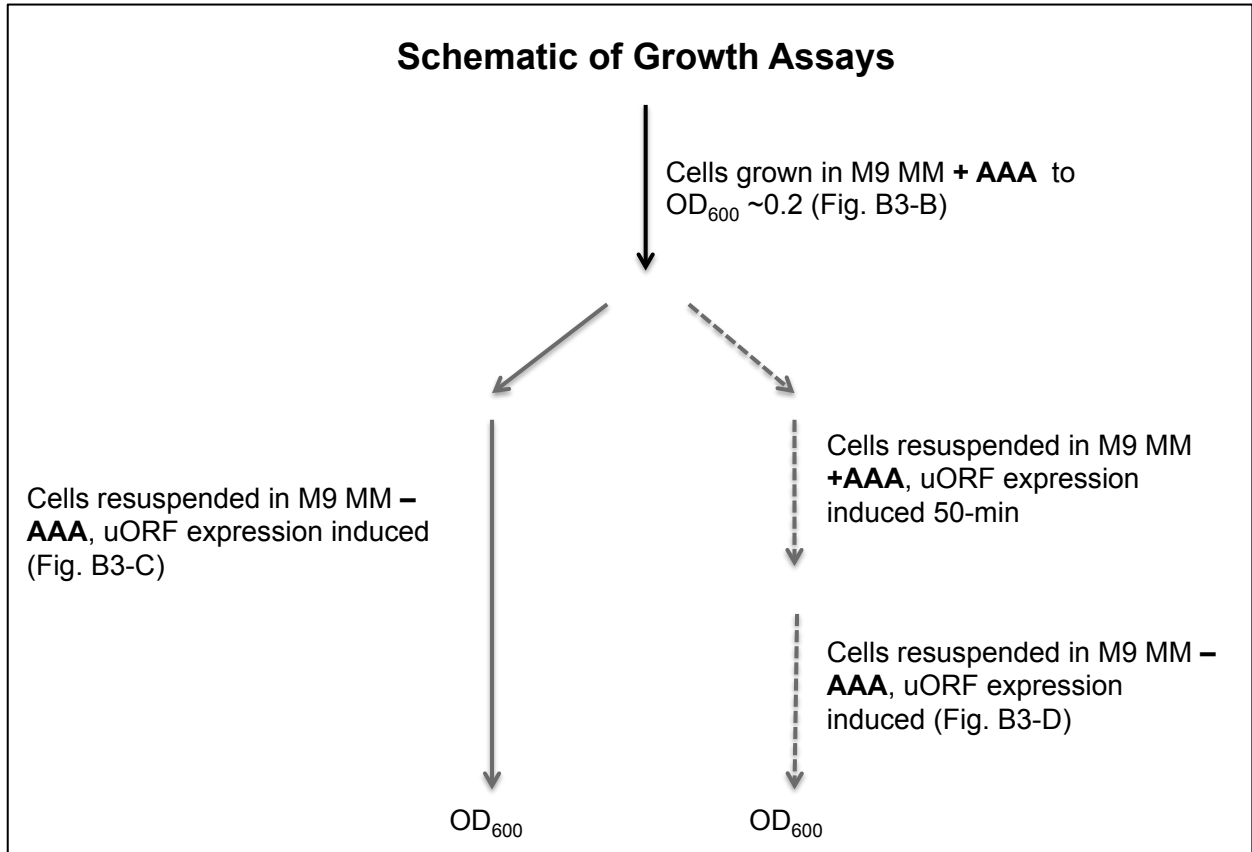 Schematic of Growth Assays
Cells grown in M9 MM + AAA to
OD600 ~0.2 (Fig. B3-B)
Cells resuspended in M9 MM –
AAA, uORF expression induced
(Fig. B3-C)
Cells resuspended in M9 MM
+AAA, uORF expression
induced 50-min
Cells resuspended in M9 MM –
AAA, uORF expression
induced (Fig. B3-D)
OD600
OD600